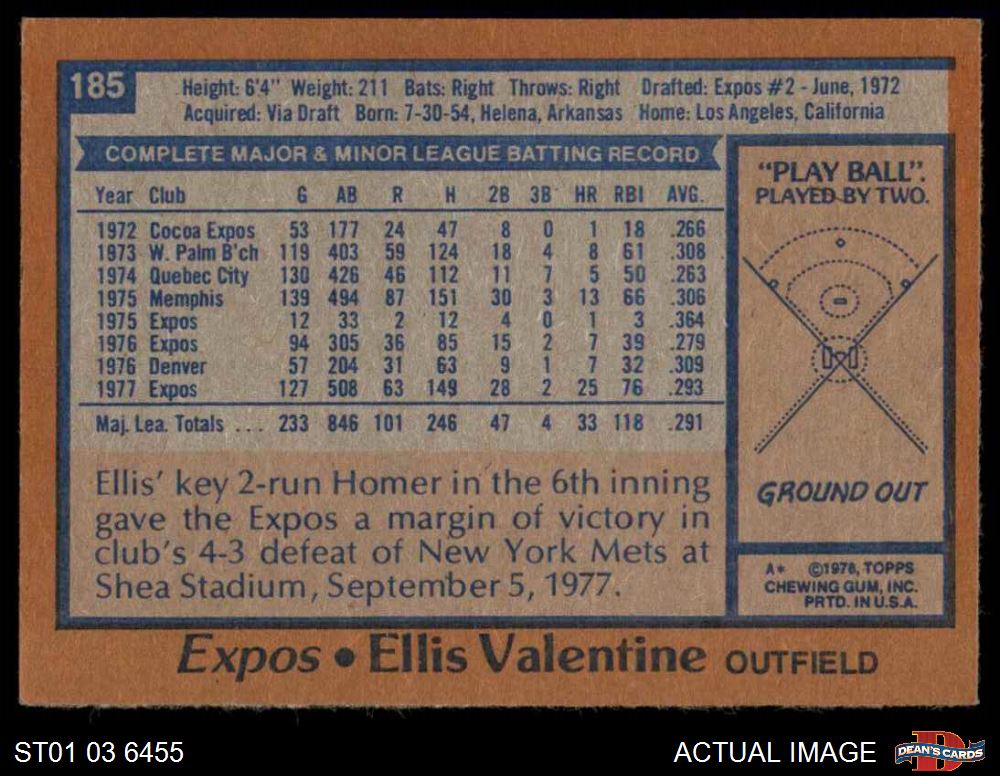 185
Height: 6'4" Weight: 211 Bats: Right Throws: Right Drafted: Expos #2 - June, 1972
Acquired: Via Draft Born: 7-30-54, Helena, Arkansas Home: Los Angeles, California
COMPLETE MAJOR & MINOR LEAGUE BATTING RECORD
Year Club G AB R H 2B 3B HR RBI AVG.
1972 Cocoa Expos 53 177 24 47 8 0 1 18 .266
1973 W. Palm B'ch 119 403 59 124 18 4 8 61 .308
1974 Quebec City 130 426 46 112 11 7 5 50 .263
1975 Memphis 139 494 87 151 30 3 13 66 .306
1975 Expos 12 33 2 12 4 0 1 3 .364
1976 Expos 94 305 36 85 15 2 7 39 .279
1976 Denver 57 204 31 63 9 1 7 32 .309
1977 Expos 127 508 63 149 28 2 25 76 .293
Maj. Lea. Totals ... 233 846 101 246 47 4 33 118 .291
Ellis' key 2-run Homer in the 6th inning
gave the Expos a margin of victory in
club's 4-3 defeat of New York Mets at
Shea Stadium, September 5, 1977.
"PLAY BALL".
PLAYED BY TWO.
GROUND OUT
A* ©1978, TOPPS
CHEWING GUM, INC.
PRTD. IN U.S.A.
Expos • Ellis Valentine OUTFIELD
ST01 03 6455
ACTUAL IMAGE
D
DEAN'S CARDS